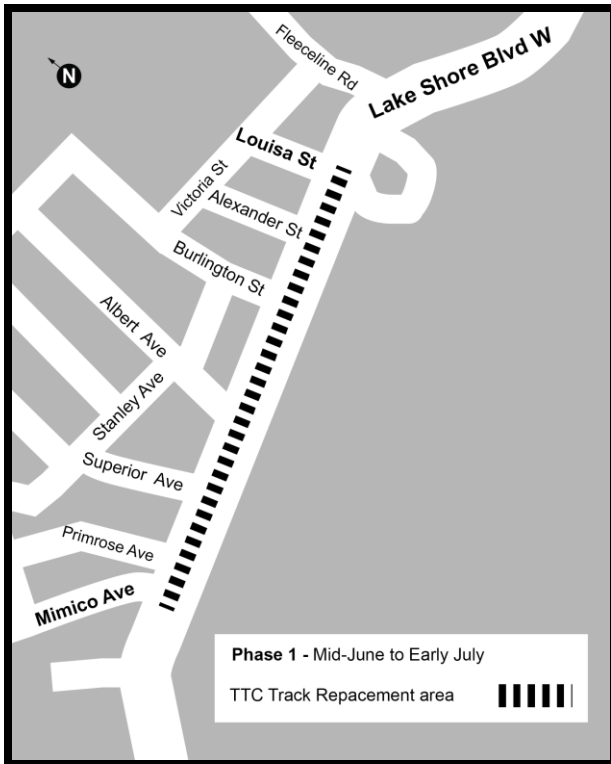 Fleeceline Rd
Lake Shore Blvd W
N
Louisa St
Victoria St
Alexander St
Burlington St
Albert Ave
Stanley Ave
Superior Ave
Primrose Ave
Mimico Ave
Phase 1 - Mid-June to Early July
TTC Track Repacement area